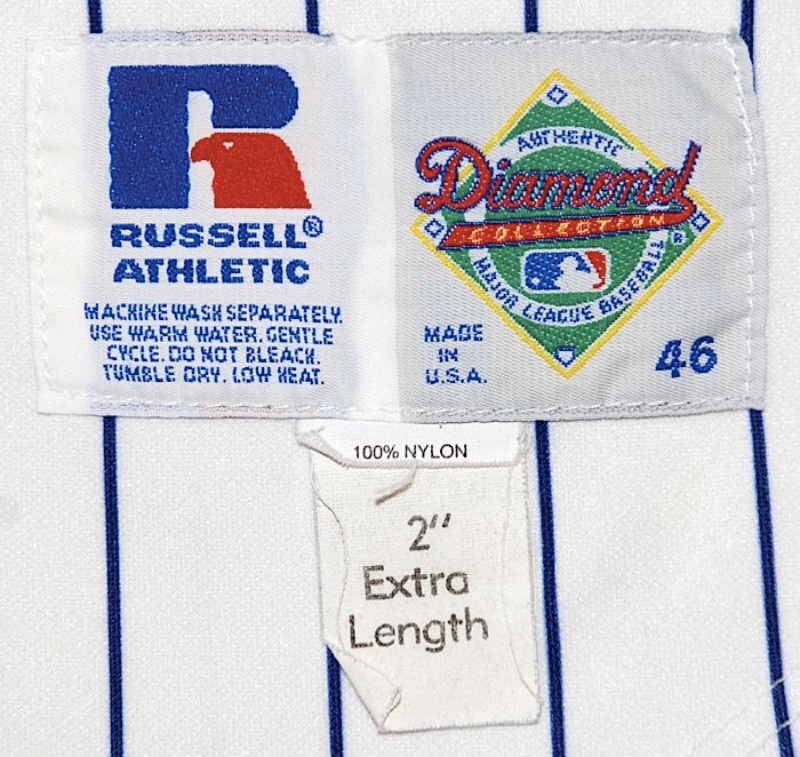 RUSSELL®
ATHLETIC
MACHINE WASH SEPARATELY.
USE WARM WATER. GENTLE
CYCLE. DO NOT BLEACH.
TUMBLE DRY. LOW HEAT.
AUTHENTIC
Diamond
COLLECTION
®
MAJOR LEAGUE BASEBALL
MADE
IN
U.S.A.
46
100% NYLON
2"
Extra
Length